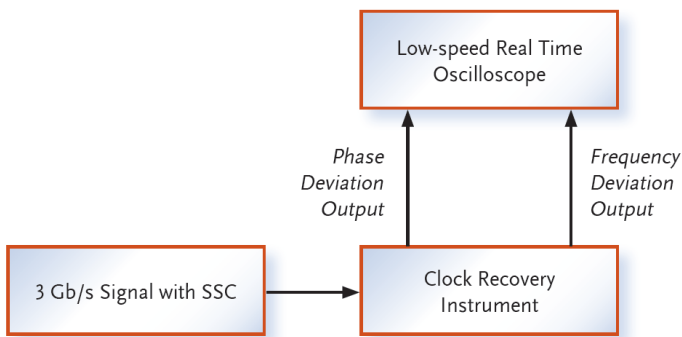 Low-speed Real Time
Oscilloscope
Phase
Deviation
Output
Frequency
Deviation
Output
3 Gb/s Signal with SSC
Clock Recovery
Instrument